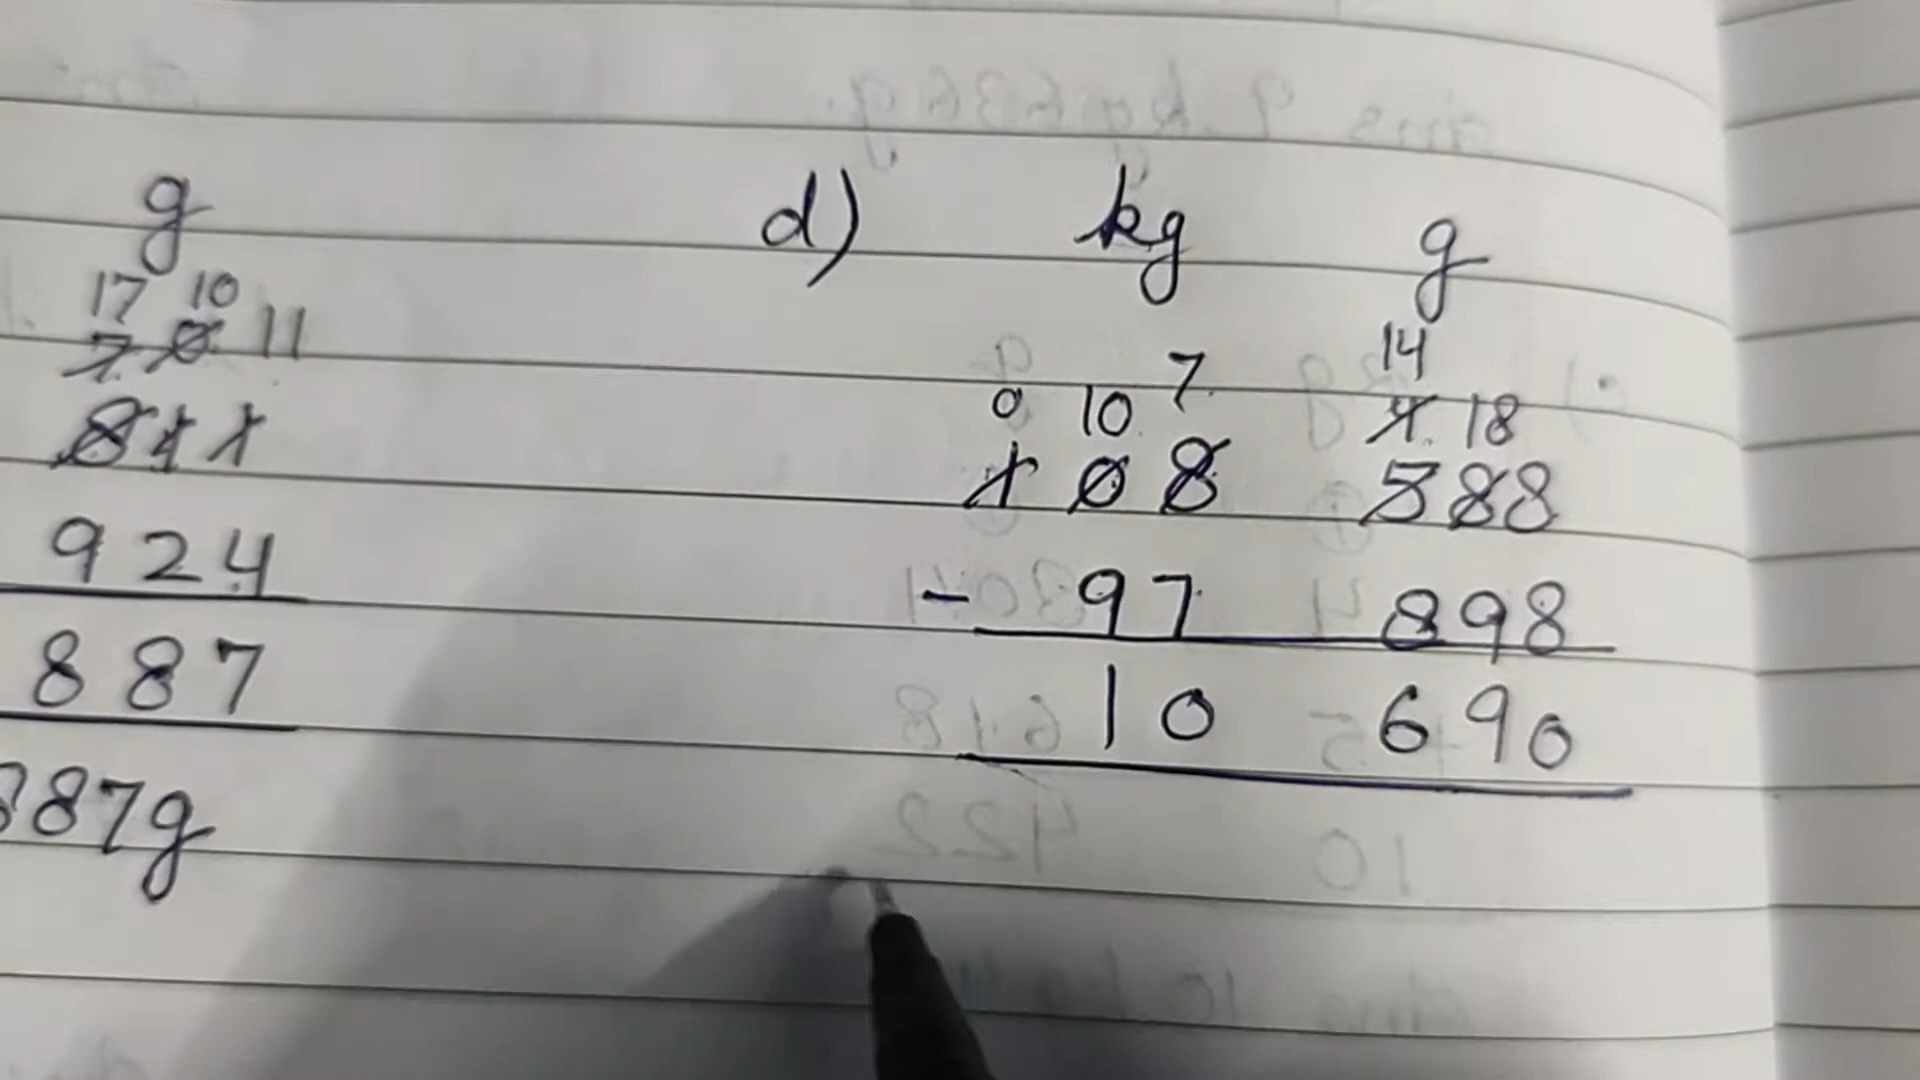 g
17 10
7 0 11
8 1 1
9 2 4
8 8 7
87g
d) kg g
14
0 10 7 4 18
1 0 8 5 8 8
- 9 7 8 9 8
1 0 6 9 0